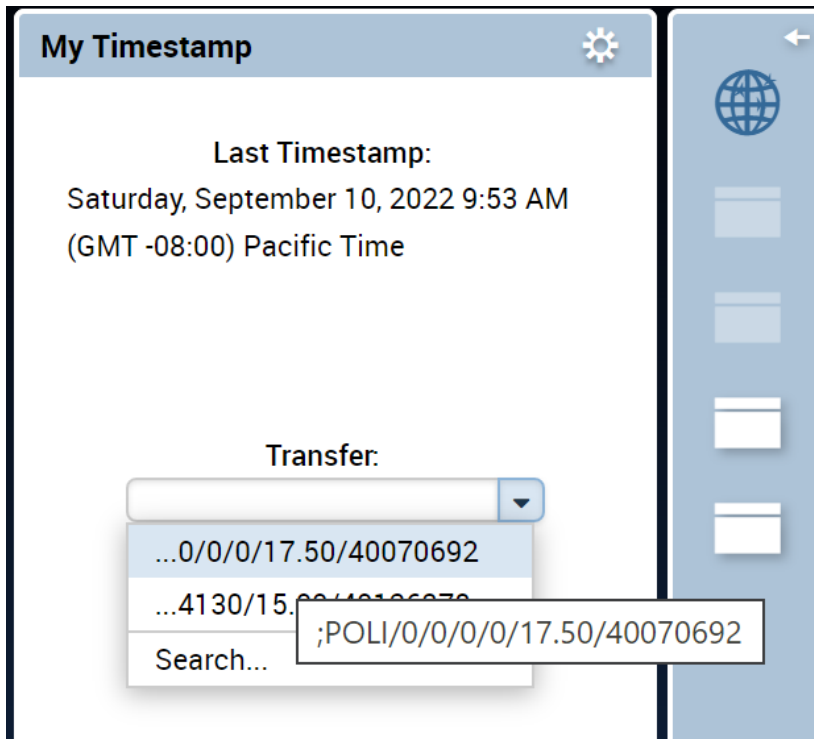 My Timestamp
Last Timestamp:
Saturday, September 10, 2022 9:53 AM
(GMT -08:00) Pacific Time
Transfer:
...0/0/0/17.50/40070692
...4130/15.
;POLI/0/0/0/0/17.50/40070692
Search...